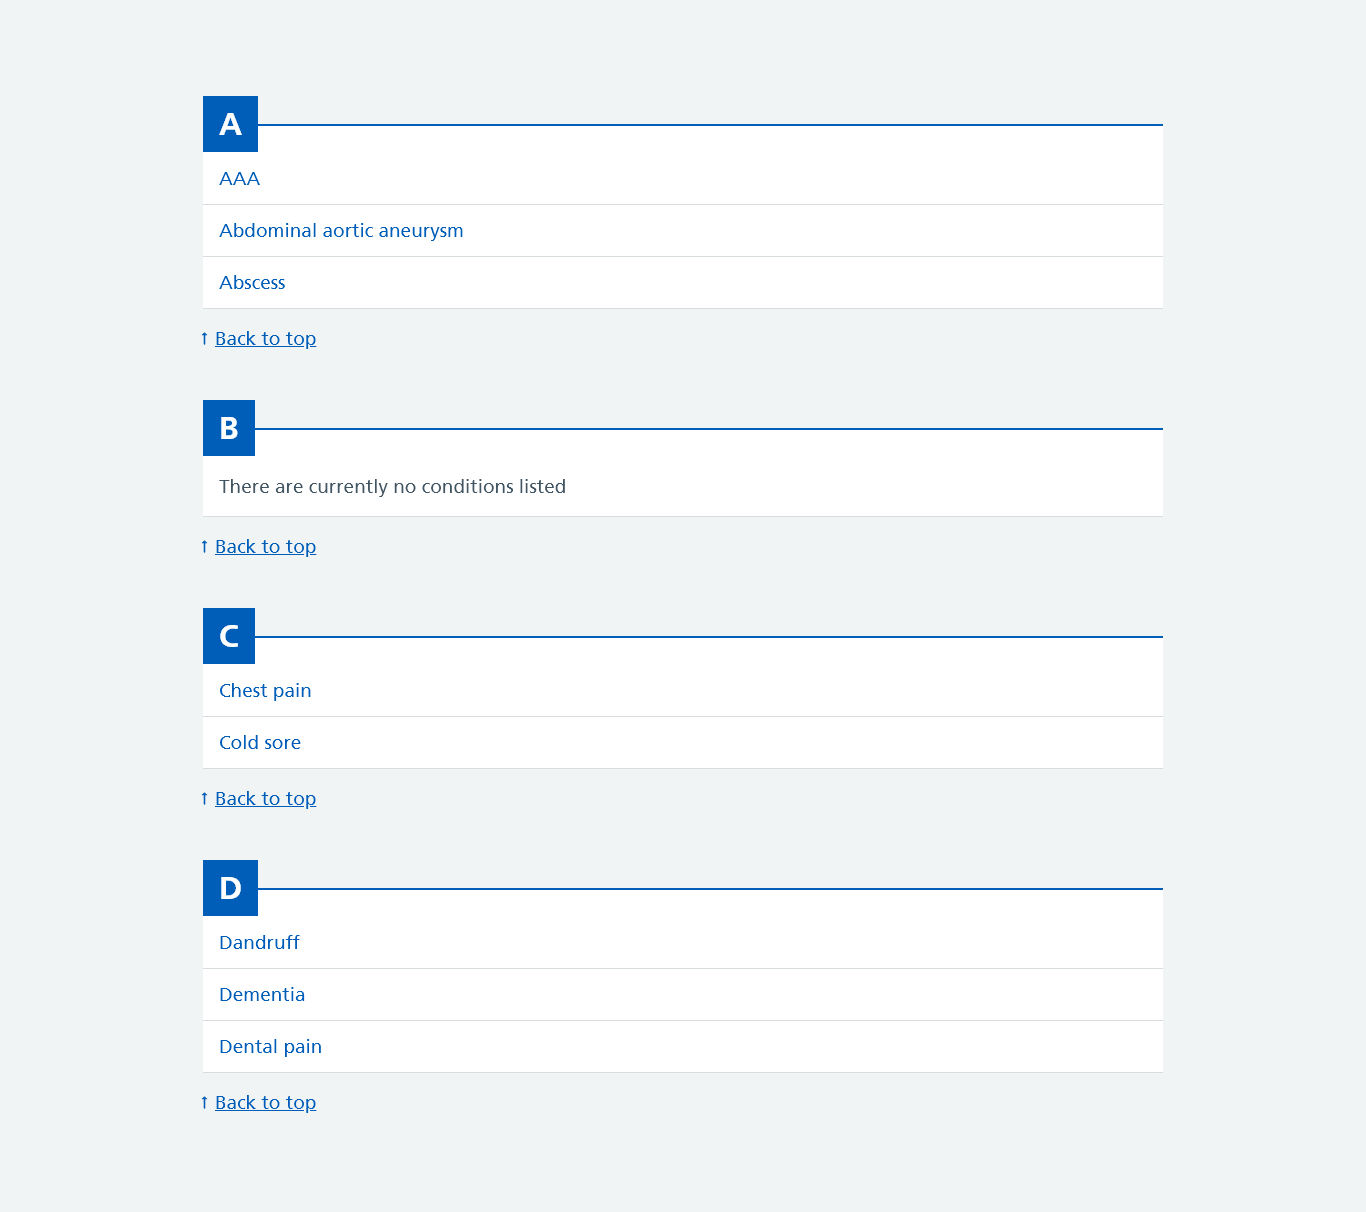 A
AAA
Abdominal aortic aneurysm
Abscess
↑ Back to top
B
There are currently no conditions listed
↑ Back to top
C
Chest pain
Cold sore
↑ Back to top
D
Dandruff
Dementia
Dental pain
↑ Back to top